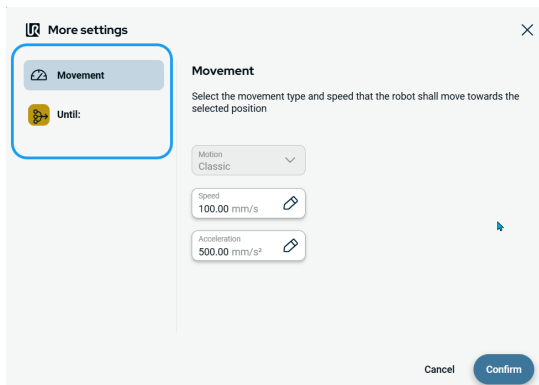 More settings
Movement
Until:
Movement
Select the movement type and speed that the robot shall move towards the
selected position
Motion
Classic
Speed
100.00 mm/s
Acceleration
500.00 mm/s²
Cancel
Confirm